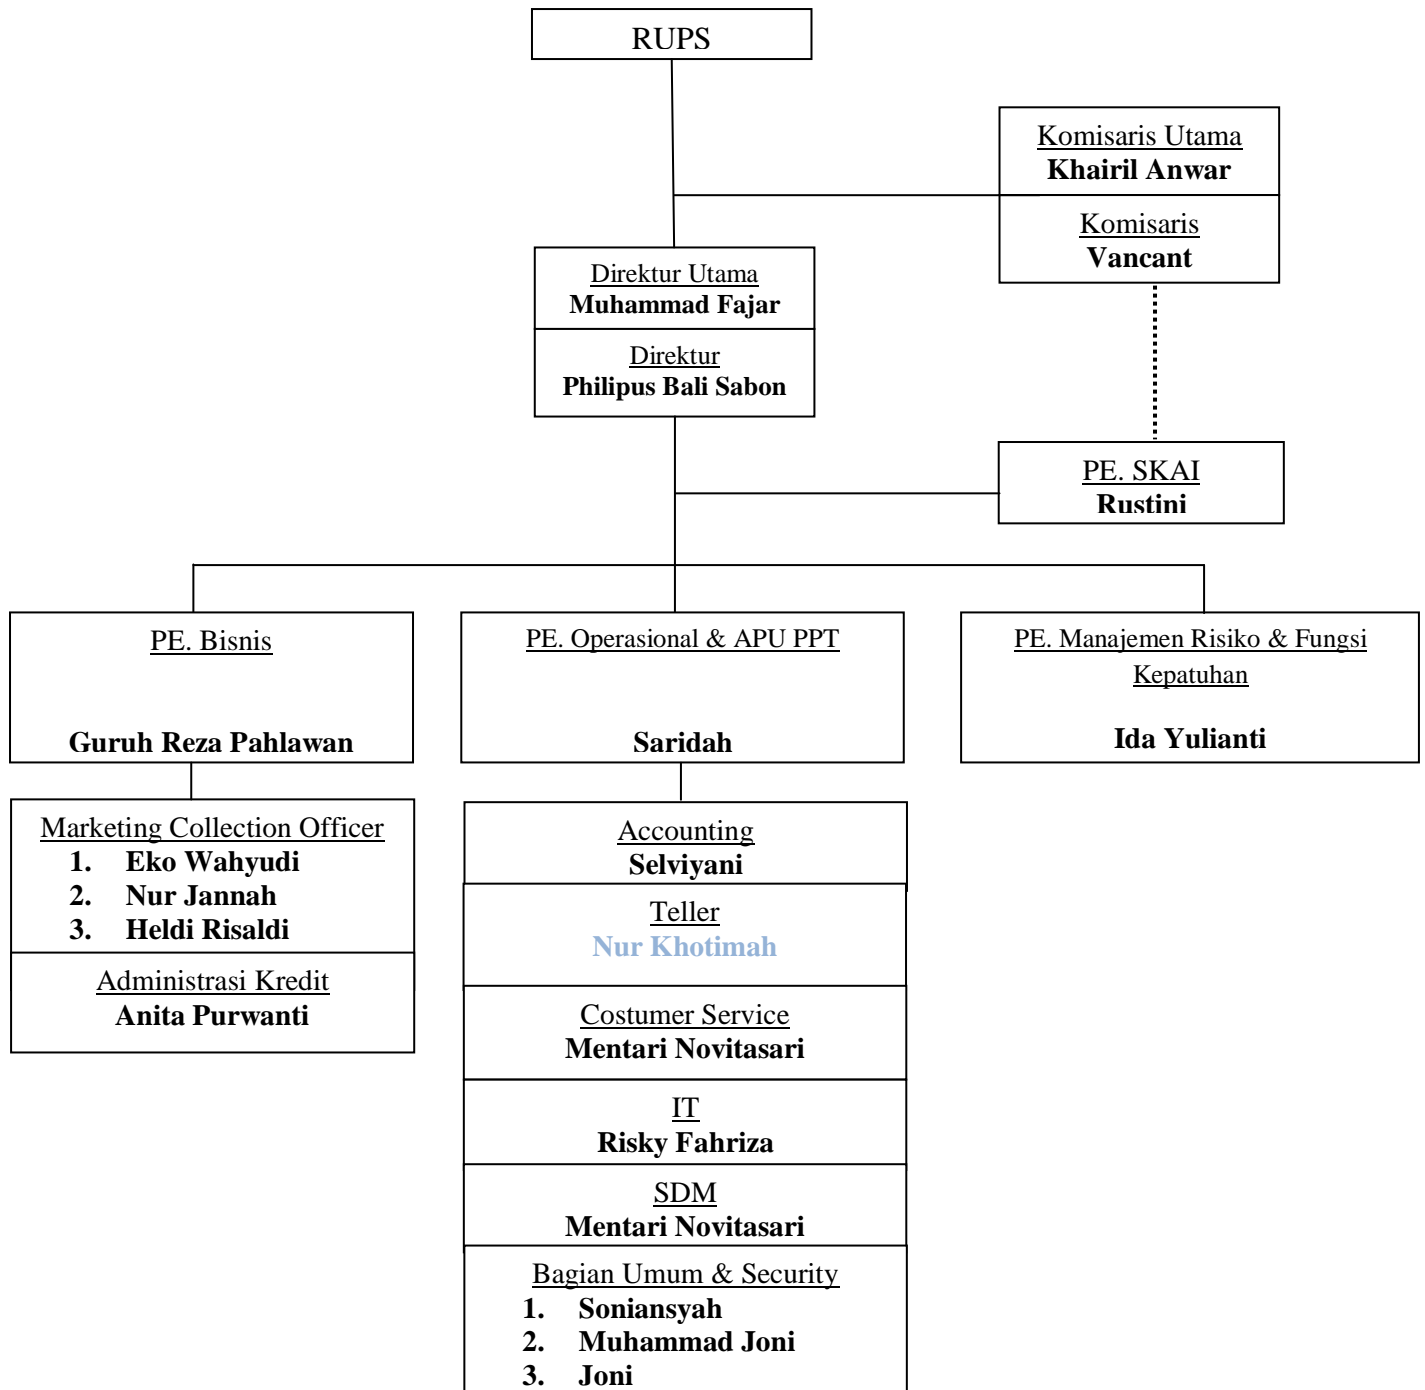 RUPS
Komisaris Utama
Khairil Anwar
Komisaris
Vancant
Direktur Utama
Muhammad Fajar
Direktur
Philipus Bali Sabon
PE. SKAI
Rustini
PE. Bisnis
Guruh Reza Pahlawan
PE. Operasional & APU PPT
Saridah
PE. Manajemen Risiko & Fungsi
Kepatuhan
Ida Yulianti
Marketing Collection Officer
1. Eko Wahyudi
2. Nur Jannah
3. Heldi Risaldi
Administrasi Kredit
Anita Purwanti
Accounting
Selviyani
Teller
Nur Khotimah
Costumer Service
Mentari Novitasari
IT
Risky Fahriza
SDM
Mentari Novitasari
Bagian Umum & Security
1. Soniansyah
2. Muhammad Joni
3. Joni